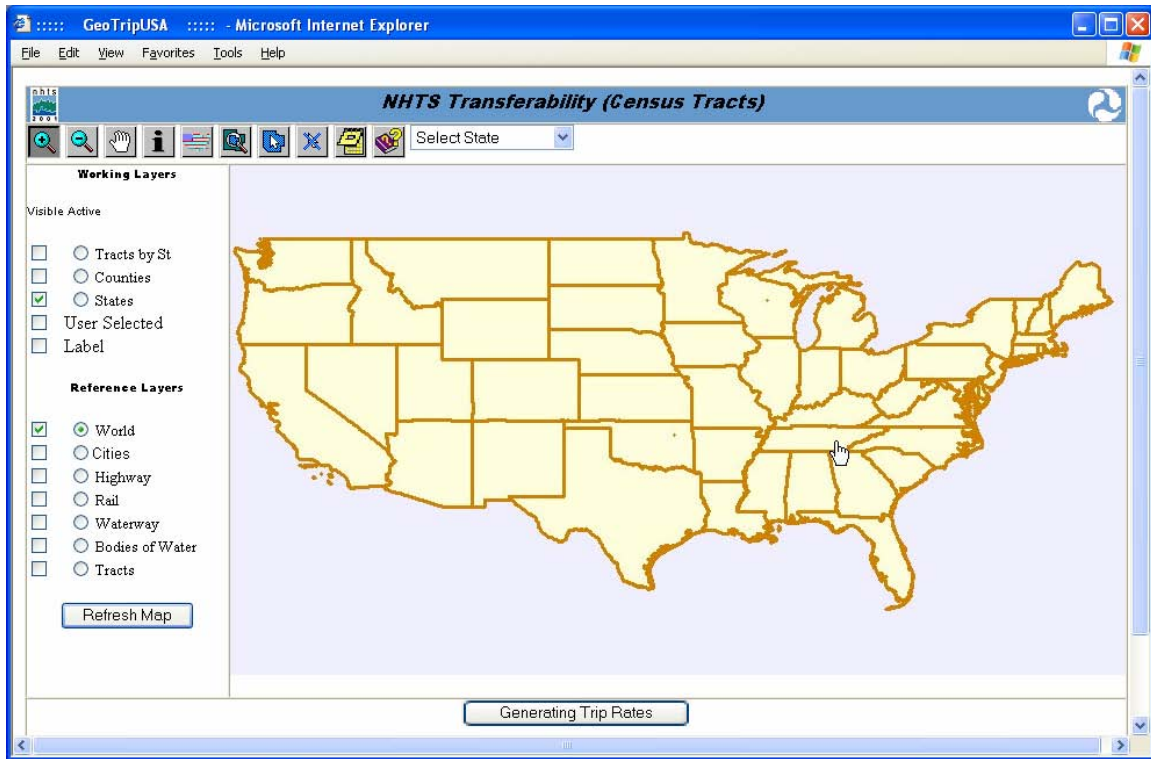 ::::: GeoTripUSA ::::: - Microsoft Internet Explorer
File Edit View Favorites Tools Help
nhts
2001
NHTS Transferability (Census Tracts)
Select State
Working Layers
Visible Active
Tracts by St
Counties
States
User Selected
Label
Reference Layers
World
Cities
Highway
Rail
Waterway
Bodies of Water
Tracts
Refresh Map
Generating Trip Rates